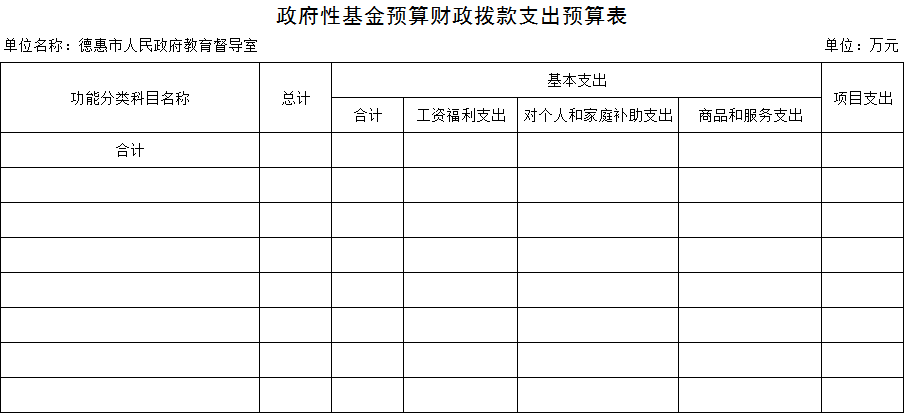 政府性基金预算财政拨款支出预算表
单位名称：德惠市人民政府教育督导室 单位：万元
功能分类科目名称 总计 基本支出 项目支出
合计 工资福利支出 对个人和家庭补助支出 商品和服务支出
合计